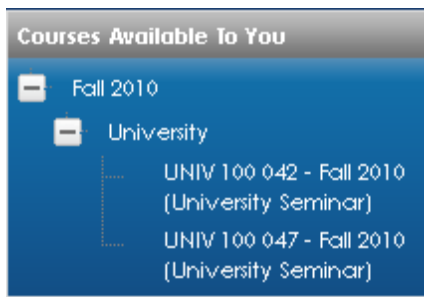 Courses Available To You
Fall 2010
University
UNIV 100 042 - Fall 2010
(University Seminar)
UNIV 100 047 - Fall 2010
(University Seminar)